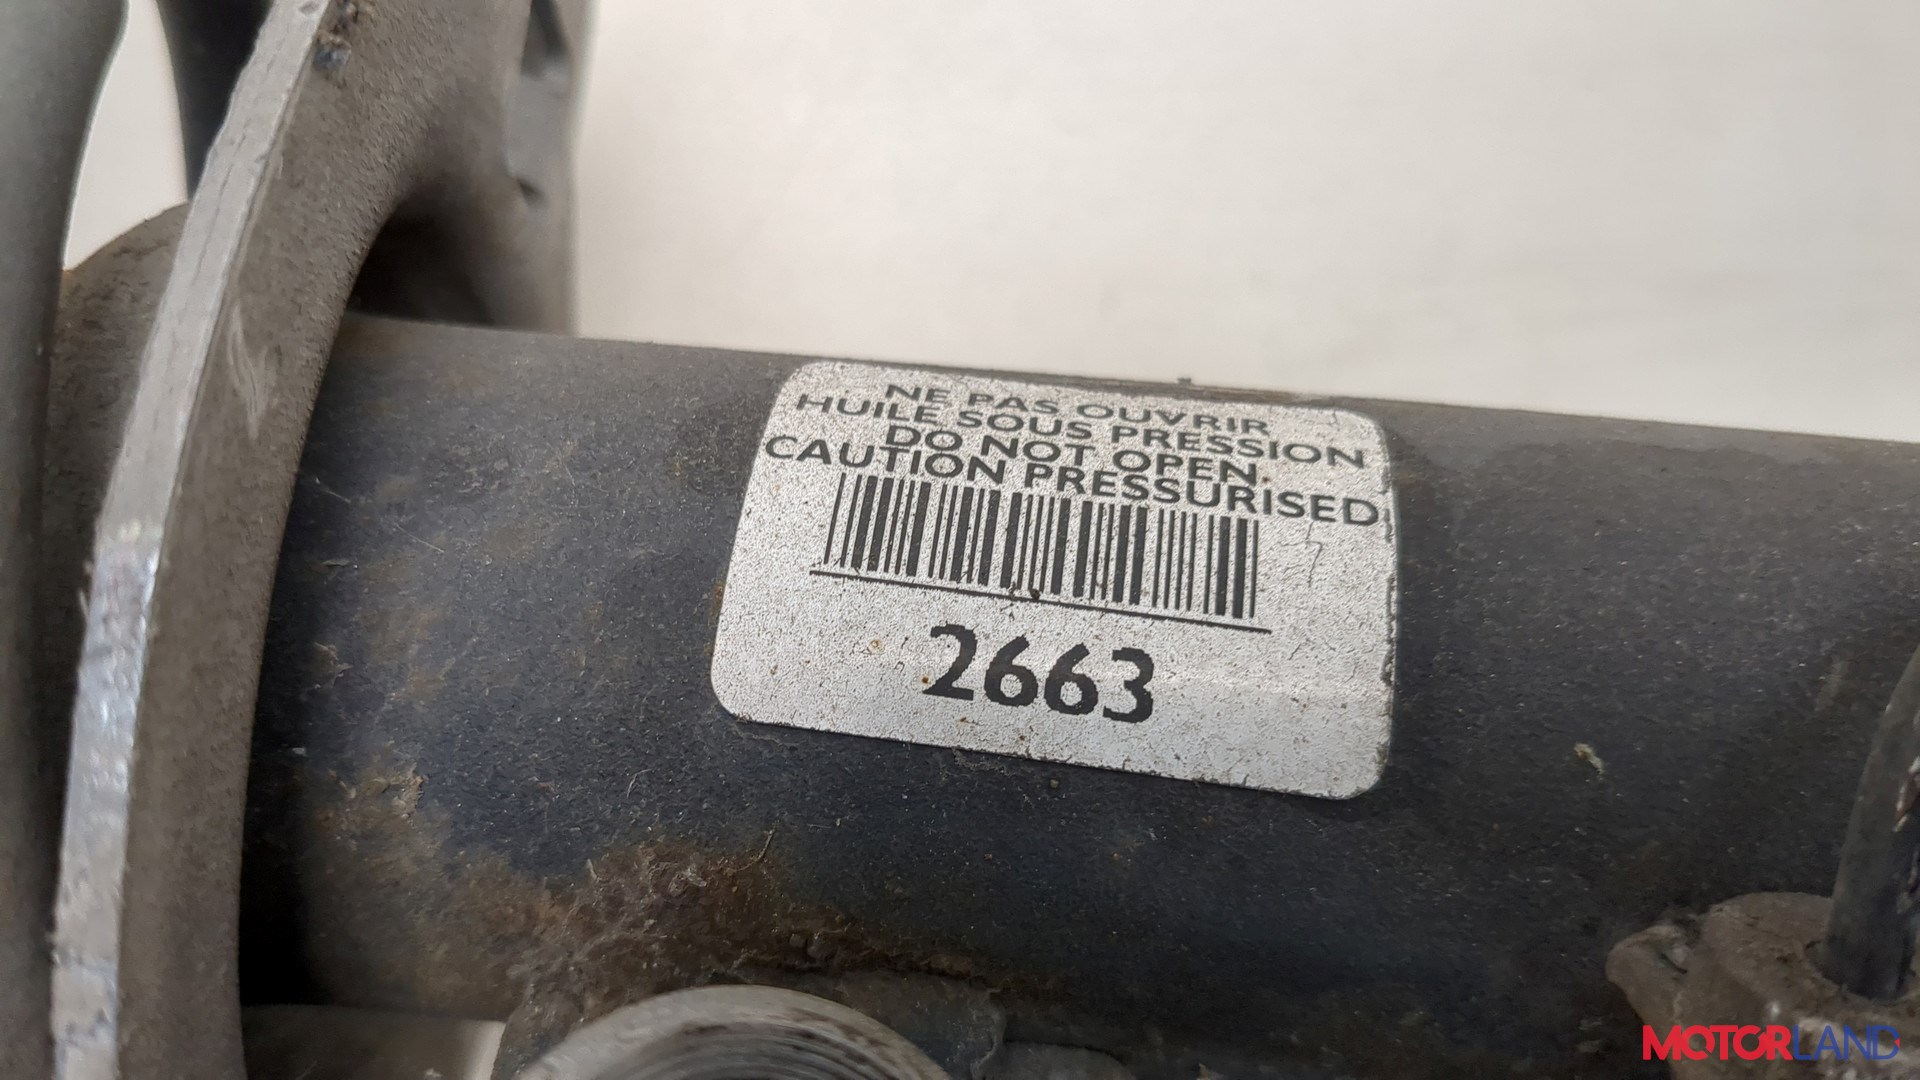 NE PAS OUVRIR
HUILE SOUS PRESSION
DO NOT OPEN.
CAUTION PRESSURISED
2663
MOTORLAND